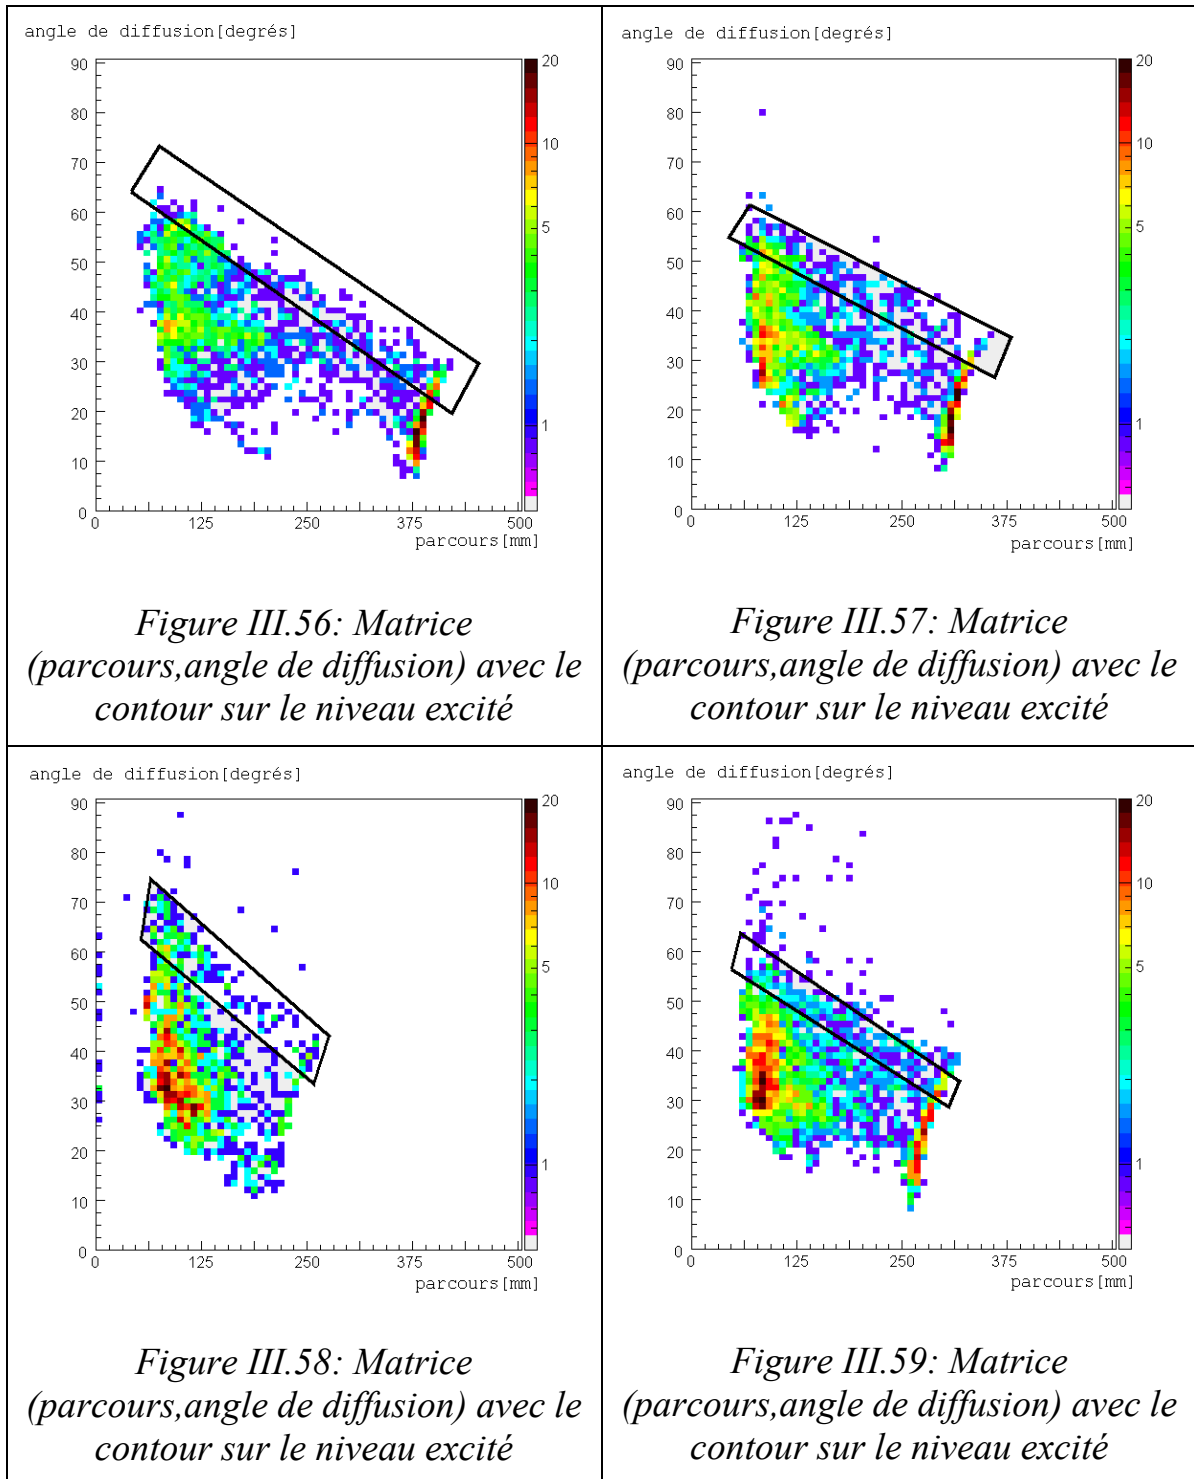 angle de diffusion[degrés]
90
80
70
60
50
40
30
20
10
0
0 125 250 375 500
parcours[mm]
20
10
5
1
Figure III.56: Matrice
(parcours,angle de diffusion) avec le
contour sur le niveau excité
angle de diffusion[degrés]
90
80
70
60
50
40
30
20
10
0
0 125 250 375 500
parcours[mm]
20
10
5
1
Figure III.57: Matrice
(parcours,angle de diffusion) avec le
contour sur le niveau excité
angle de diffusion[degrés]
90
80
70
60
50
40
30
20
10
0
0 125 250 375 500
parcours[mm]
20
10
5
1
Figure III.58: Matrice
(parcours,angle de diffusion) avec le
contour sur le niveau excité
angle de diffusion[degrés]
90
80
70
60
50
40
30
20
10
0
0 125 250 375 500
parcours[mm]
20
10
5
1
Figure III.59: Matrice
(parcours,angle de diffusion) avec le
contour sur le niveau excité